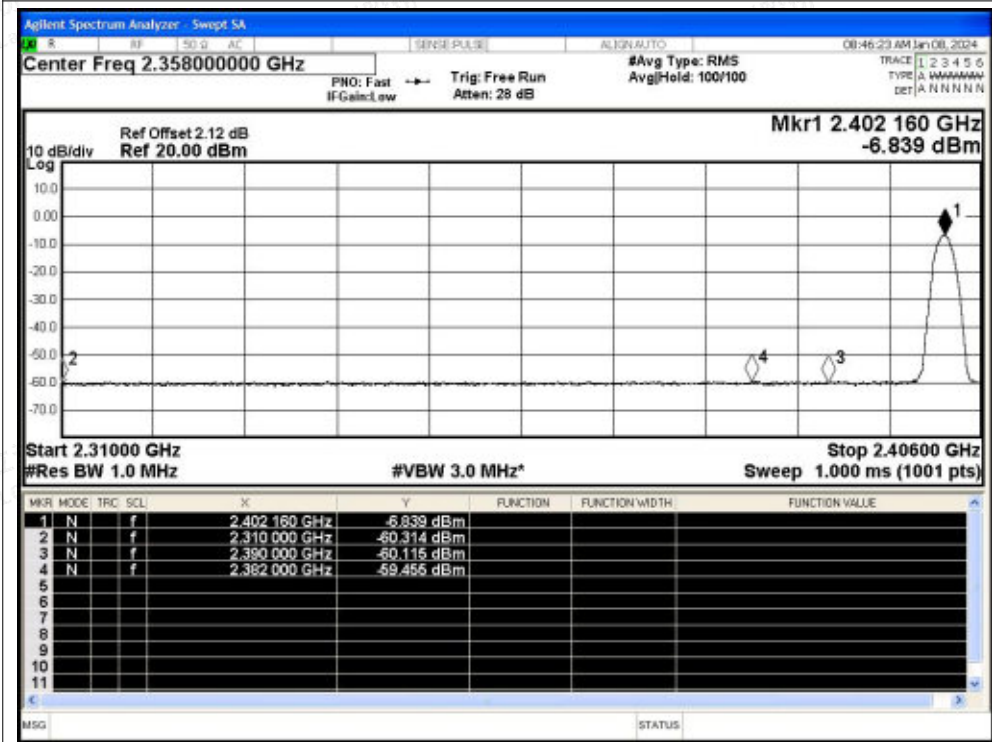 Agilent Spectrum Analyzer - Swept SA
R RF 50 Ω AC SENSE:PULSE ALIGN AUTO 08:46:23 AM Jan 08, 2024
Center Freq 2.358000000 GHz
PNO: Fast
IFGain:Low
Trig: Free Run
Atten: 28 dB
#Avg Type: RMS
Avg|Hold: 100/100
TRACE 1 2 3 4 5 6
TYPE A WWWWW
DET A N N N N N
Mkr1 2.402 160 GHz
-6.839 dBm
Ref Offset 2.12 dB
10 dB/div Ref 20.00 dBm
Log
10.0
0.00
1
-10.0
-20.0
-30.0
-40.0
-50.0
2 4 3
-60.0
-70.0
Start 2.31000 GHz Stop 2.40600 GHz
#Res BW 1.0 MHz #VBW 3.0 MHz* Sweep 1.000 ms (1001 pts)
MKR MODE TRC SCL X Y FUNCTION FUNCTION WIDTH FUNCTION VALUE
1 N f 2.402 160 GHz -6.839 dBm
2 N f 2.310 000 GHz -60.314 dBm
3 N f 2.390 000 GHz -60.115 dBm
4 N f 2.382 000 GHz -59.455 dBm
5
6
7
8
9
10
11
MSG STATUS